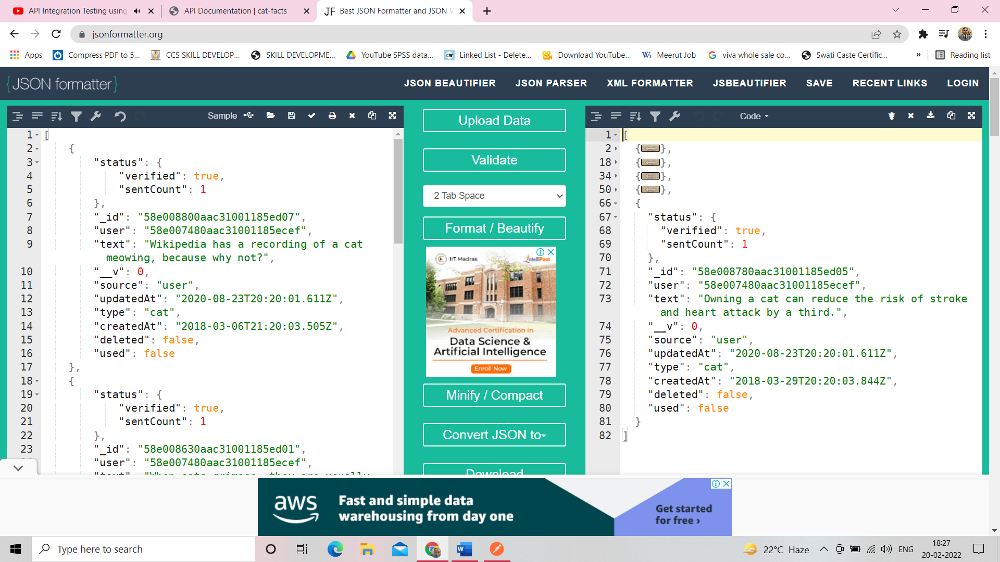 API Integration Testing using
API Documentation | cat-facts
JF Best JSON Formatter and JSON V
jsonformatter.org
Apps
Compress PDF to 5...
CCS SKILL DEVELOP...
SKILL DEVELOPME...
YouTube SPSS data...
Linked List - Delete...
Download YouTube...
Meerut Job
viva whole sale co...
Swati Caste Certific...
»
Reading list
{JSON formatter}
JSON BEAUTIFIER
JSON PARSER
XML FORMATTER
JSBEAUTIFIER
SAVE
RECENT LINKS
LOGIN
Sample
1 [
2 {
3 "status": {
4 "verified": true,
5 "sentCount": 1
6 },
7 "_id": "58e008800aac31001185ed07",
8 "user": "58e007480aac31001185ecef",
9 "text": "Wikipedia has a recording of a cat
meowing, because why not?",
10 "__v": 0,
11 "source": "user",
12 "updatedAt": "2020-08-23T20:20:01.611Z",
13 "type": "cat",
14 "createdAt": "2018-03-06T21:20:03.505Z",
15 "deleted": false,
16 "used": false
17 },
18 {
19 "status": {
20 "verified": true,
21 "sentCount": 1
22 },
23 "_id": "58e008630aac31001185ed01",
"user": "58e007480aac31001185ecef",
Upload Data
Validate
2 Tab Space
Format / Beautify
IIT Madras
IntelliPaat
Advanced Certification in
Data Science &
Artificial Intelligence
Enroll Now
Minify / Compact
Convert JSON to
Download
Code
1 [
2 {},
18 {},
34 {},
50 {},
66 {
67 "status": {
68 "verified": true,
69 "sentCount": 1
70 },
71 "_id": "58e008780aac31001185ed05",
72 "user": "58e007480aac31001185ecef",
73 "text": "Owning a cat can reduce the risk of stroke
and heart attack by a third.",
74 "__v": 0,
75 "source": "user",
76 "updatedAt": "2020-08-23T20:20:01.611Z",
77 "type": "cat",
78 "createdAt": "2018-03-29T20:20:03.844Z",
79 "deleted": false,
80 "used": false
81 }
82 ]
aws
Fast and simple data
warehousing from day one
Get started
for free ›
Type here to search
22°C Haze
ENG
18:27
20-02-2022